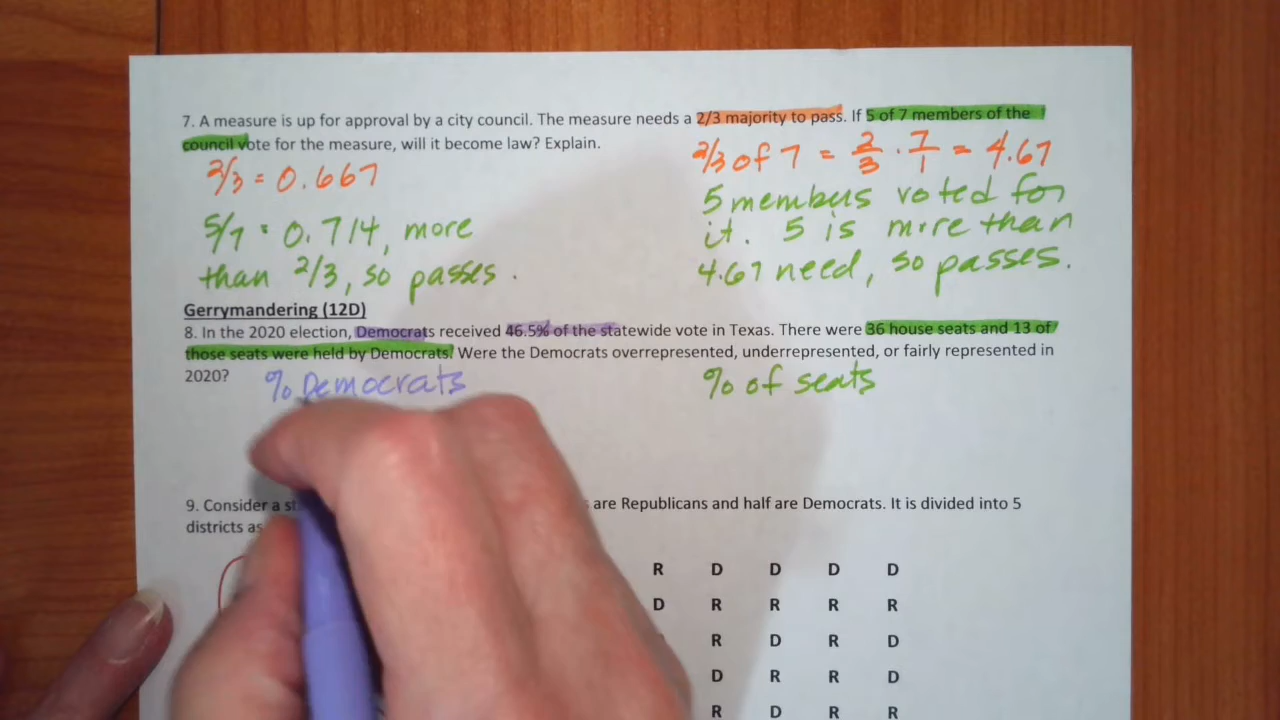 7. A measure is up for approval by a city council. The measure needs a 2/3 majority to pass. If 5 of 7 members of the
council vote for the measure, will it become law? Explain.
2/3 = 0.667
5/7 = 0.714, more
than 2/3, so passes.
2/3 of 7 = 2/3 · 7/1 = 4.67
5 members voted for
it. 5 is more than
4.67 need, so passes.
Gerrymandering (12D)
8. In the 2020 election, Democrats received 46.5% of the statewide vote in Texas. There were 36 house seats and 13 of
those seats were held by Democrats. Were the Democrats overrepresented, underrepresented, or fairly represented in
2020?
% Democrats
% of seats
9. Consider a are Republicans and half are Democrats. It is divided into 5
districts as
R D D D D
D R R R R
R D R D
D R R D
R D R R